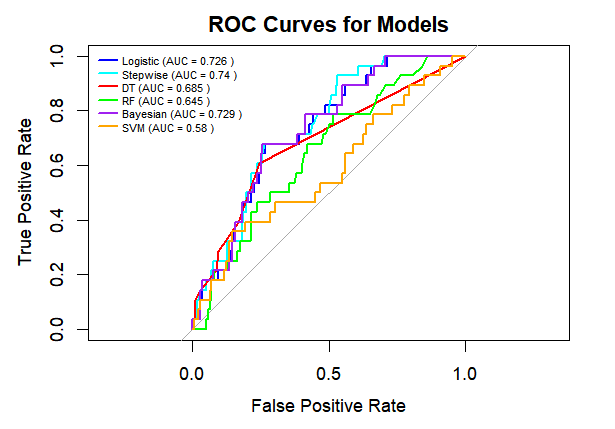 ROC Curves for Models
Logistic (AUC = 0.726 )
Stepwise (AUC = 0.74 )
DT (AUC = 0.685 )
RF (AUC = 0.645 )
Bayesian (AUC = 0.729 )
SVM (AUC = 0.58 )
True Positive Rate
1.0
0.8
0.6
0.4
0.2
0.0
0.0 0.5 1.0
False Positive Rate